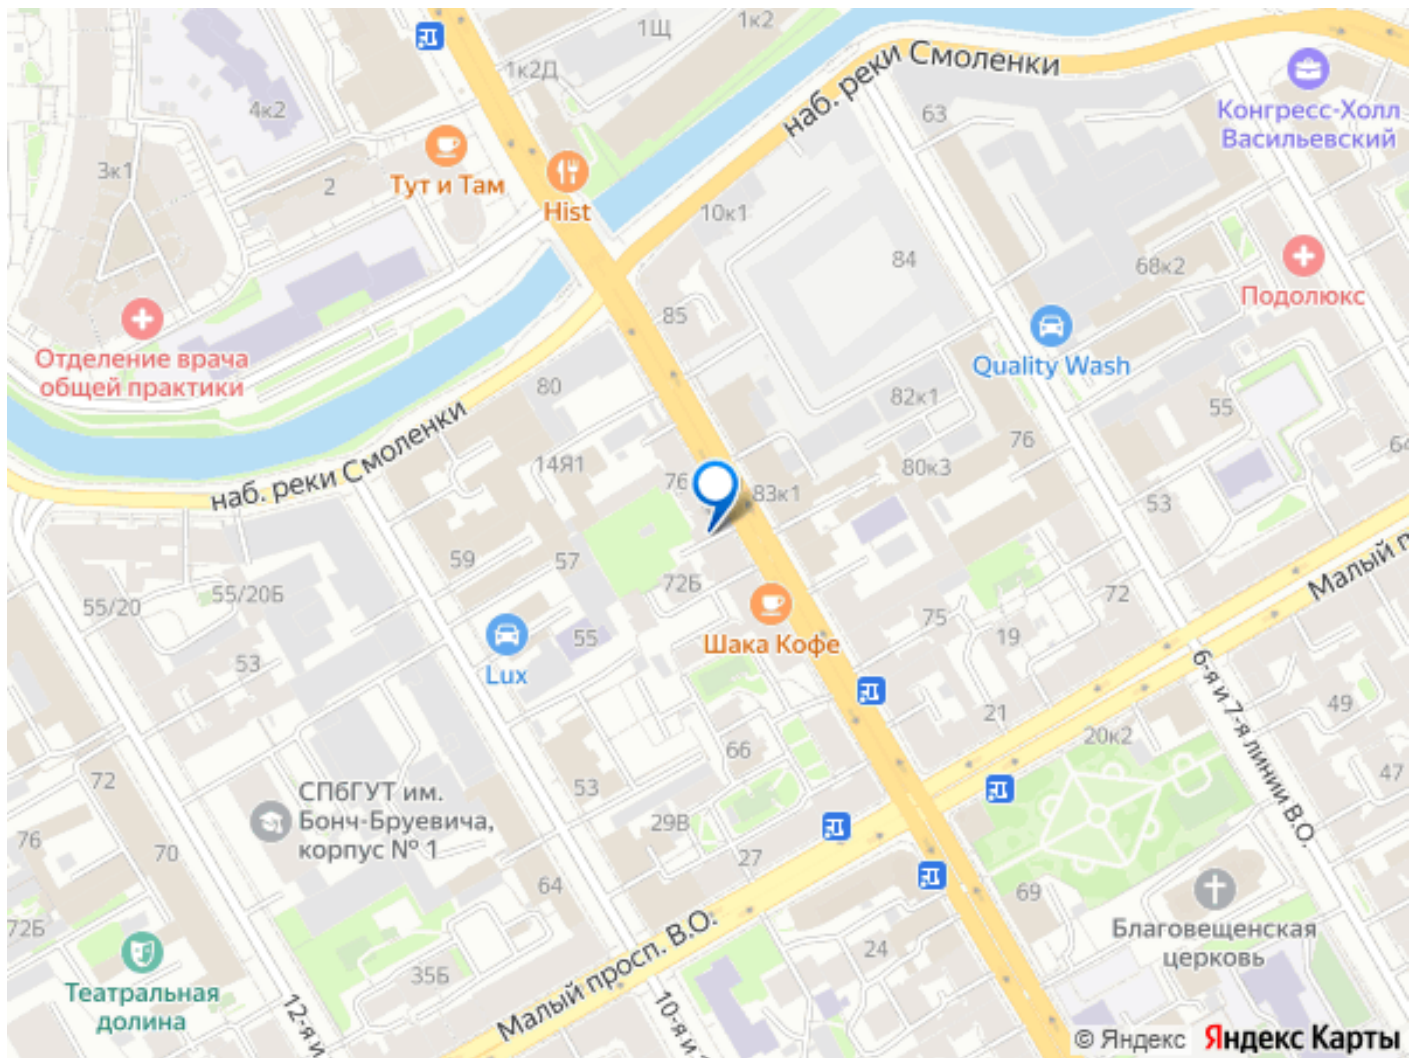 1Щ
1к2
1к2Д
наб. реки Смоленки
4к2
63
Конгресс-Холл
Васильевский
3к1
2
Тут и Там
Hist
10к1
84
68к2
Подолюкс
85
Отделение врача
общей практики
Quality Wash
80
82к1
55
наб. реки Смоленки
14Я1
76
80к3
76
64
83к1
53
59
57
72Б
Малый п
55/20
55/20Б
72
75
19
Шака Кофе
55
53
Lux
6-я и 7-я линии В.О.
49
21
20к2
66
72
47
СПбГУТ им.
Бонч-Бруевича,
корпус № 1
53
29В
76
70
27
64
69
72Б
Благовещенская
церковь
24
Малый просп. В.О.
35Б
Театральная
долина
12-я и
10-я и
© Яндекс Яндекс Карты